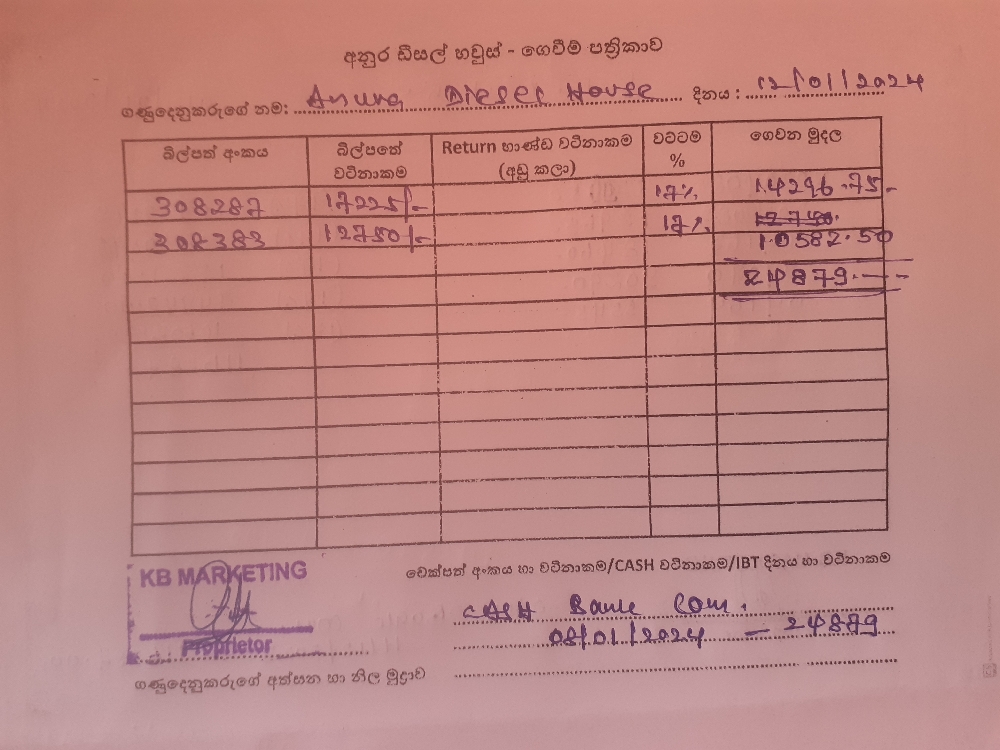 අනුර ඩීසල් හවුස් - ගෙවීම් පත්‍රිකාව
ගණුදෙනුකරුගේ නම: Anura Diesel House දිනය : 12/01/2024
බිල්පත් අංකය බිල්පතේ වටිනාකම Return භාණ්ඩ වටිනාකම (අඩු කලා) වට්ටම % ගෙවන මුදල
308287 17225/- 17% 14296.75-
308383 12750/- 17% 10582.50
24879.--
චෙක්පත් අංකය හා වටිනාකම/CASH වටිනාකම/IBT දිනය හා වටිනාකම
KB MARKETING
CASH Bank Com.
08/01/2024 - 24879
Proprietor
ගණුදෙනුකරුගේ අත්සන හා නිල මුද්‍රාව